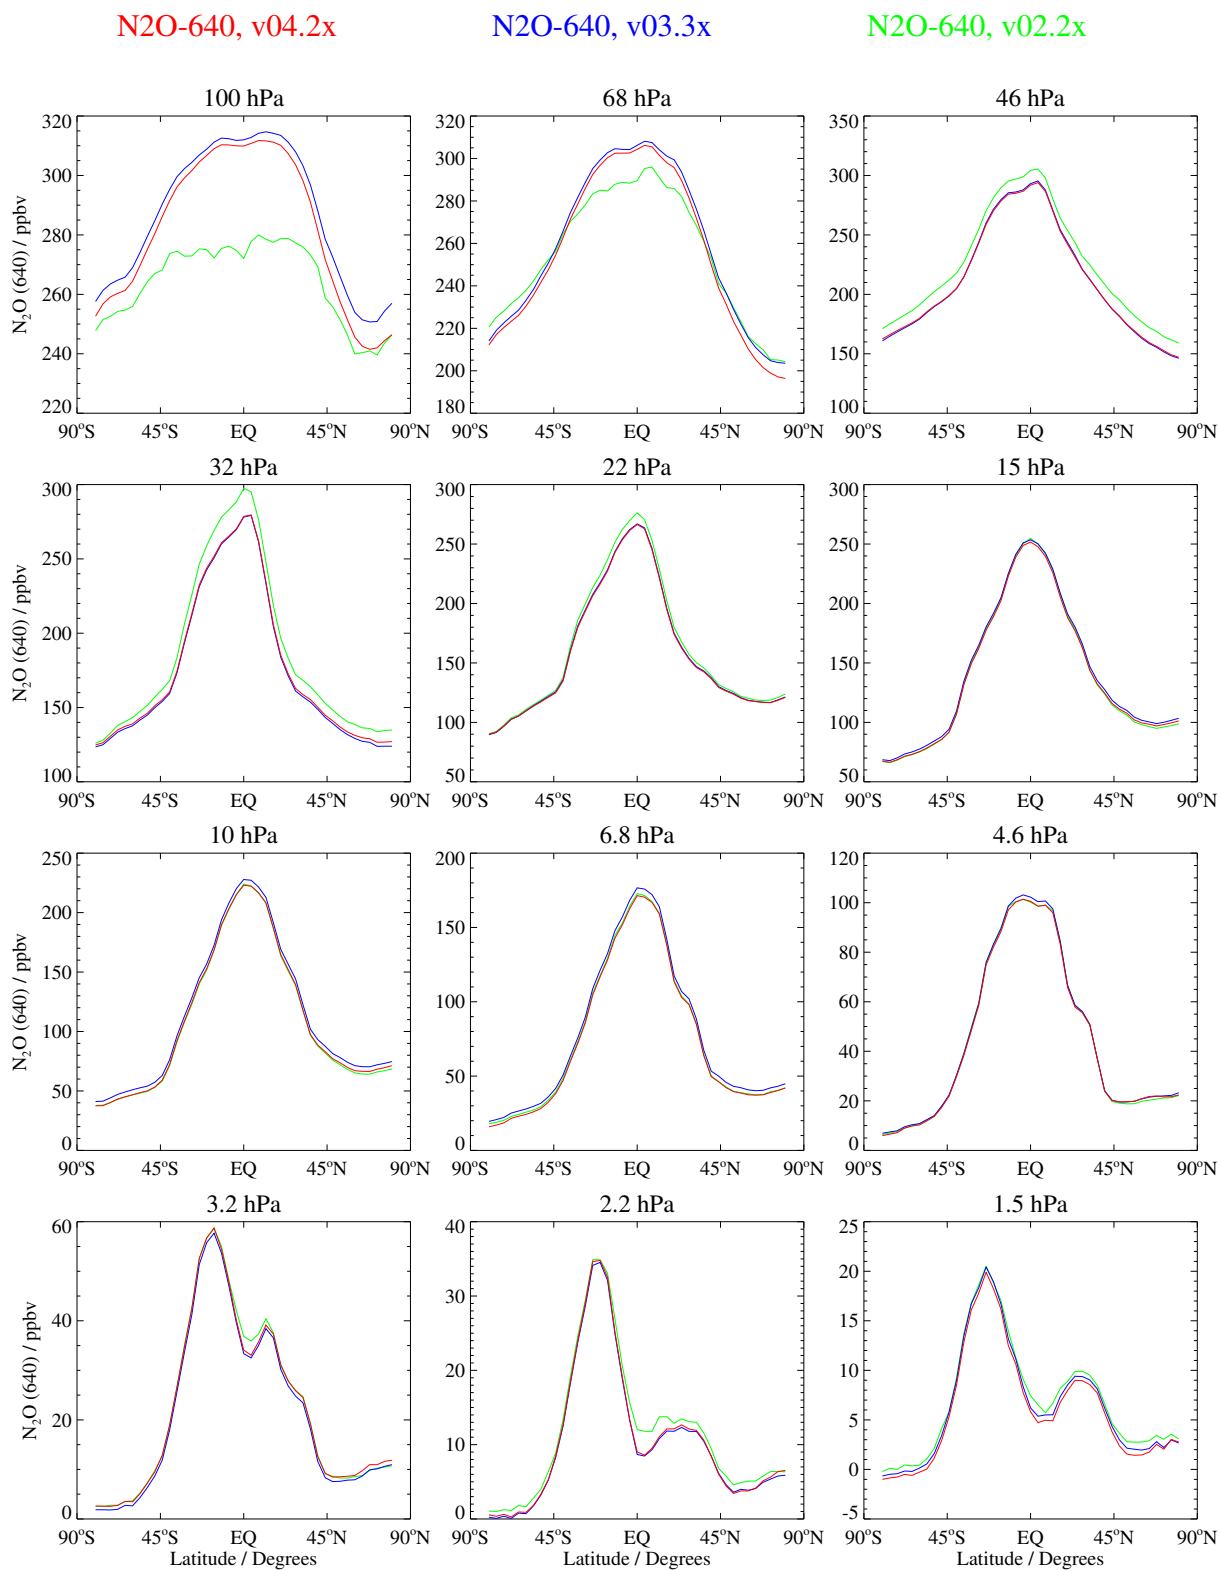 N2O-640, v04.2x N2O-640, v03.3x N2O-640, v02.2x
100 hPa 68 hPa 46 hPa
N₂O (640) / ppbv
320 300 280 260 240 220
90°S 45°S EQ 45°N 90°N
320 300 280 260 240 220 200 180
90°S 45°S EQ 45°N 90°N
350 300 250 200 150 100
90°S 45°S EQ 45°N 90°N
32 hPa 22 hPa 15 hPa
N₂O (640) / ppbv
300 250 200 150 100
90°S 45°S EQ 45°N 90°N
300 250 200 150 100 50
90°S 45°S EQ 45°N 90°N
300 250 200 150 100 50
90°S 45°S EQ 45°N 90°N
10 hPa 6.8 hPa 4.6 hPa
N₂O (640) / ppbv
250 200 150 100 50 0
90°S 45°S EQ 45°N 90°N
200 150 100 50 0
90°S 45°S EQ 45°N 90°N
120 100 80 60 40 20 0
90°S 45°S EQ 45°N 90°N
3.2 hPa 2.2 hPa 1.5 hPa
N₂O (640) / ppbv
60 40 20 0
90°S 45°S EQ 45°N 90°N
Latitude / Degrees
40 30 20 10 0
90°S 45°S EQ 45°N 90°N
Latitude / Degrees
25 20 15 10 5 0 -5
90°S 45°S EQ 45°N 90°N
Latitude / Degrees